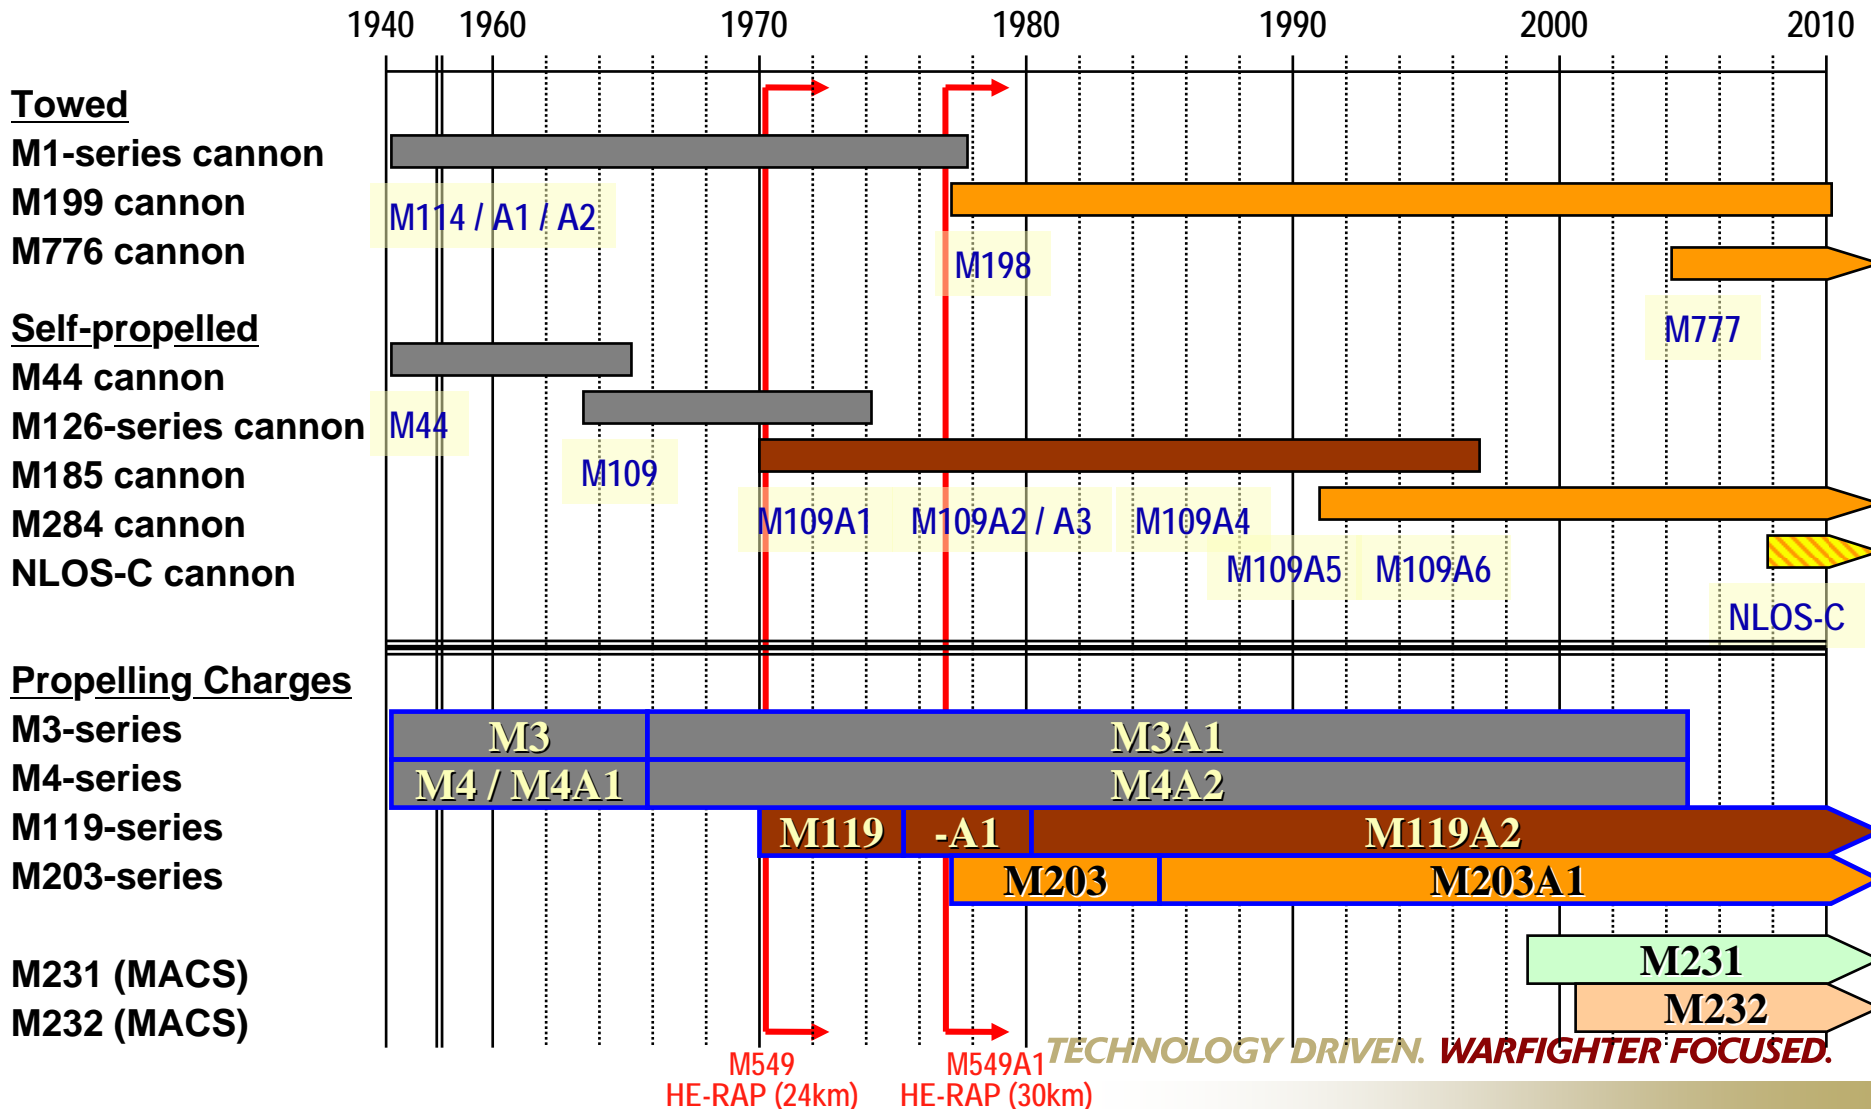 1940 1960 1970 1980 1990 2000 2010
Towed
M1-series cannon
M199 cannon
M114 / A1 / A2
M776 cannon
M198
Self-propelled
M777
M44 cannon
M126-series cannon
M44
M185 cannon
M109
M284 cannon
M109A1 M109A2 / A3 M109A4
NLOS-C cannon
M109A5 M109A6
NLOS-C
Propelling Charges
M3-series
M3 M3A1
M4-series
M4 / M4A1 M4A2
M119-series
M119 -A1 M119A2
M203-series
M203 M203A1
M231 (MACS)
M231
M232 (MACS)
M232
TECHNOLOGY DRIVEN. WARFIGHTER FOCUSED.
M549
HE-RAP (24km)
M549A1
HE-RAP (30km)